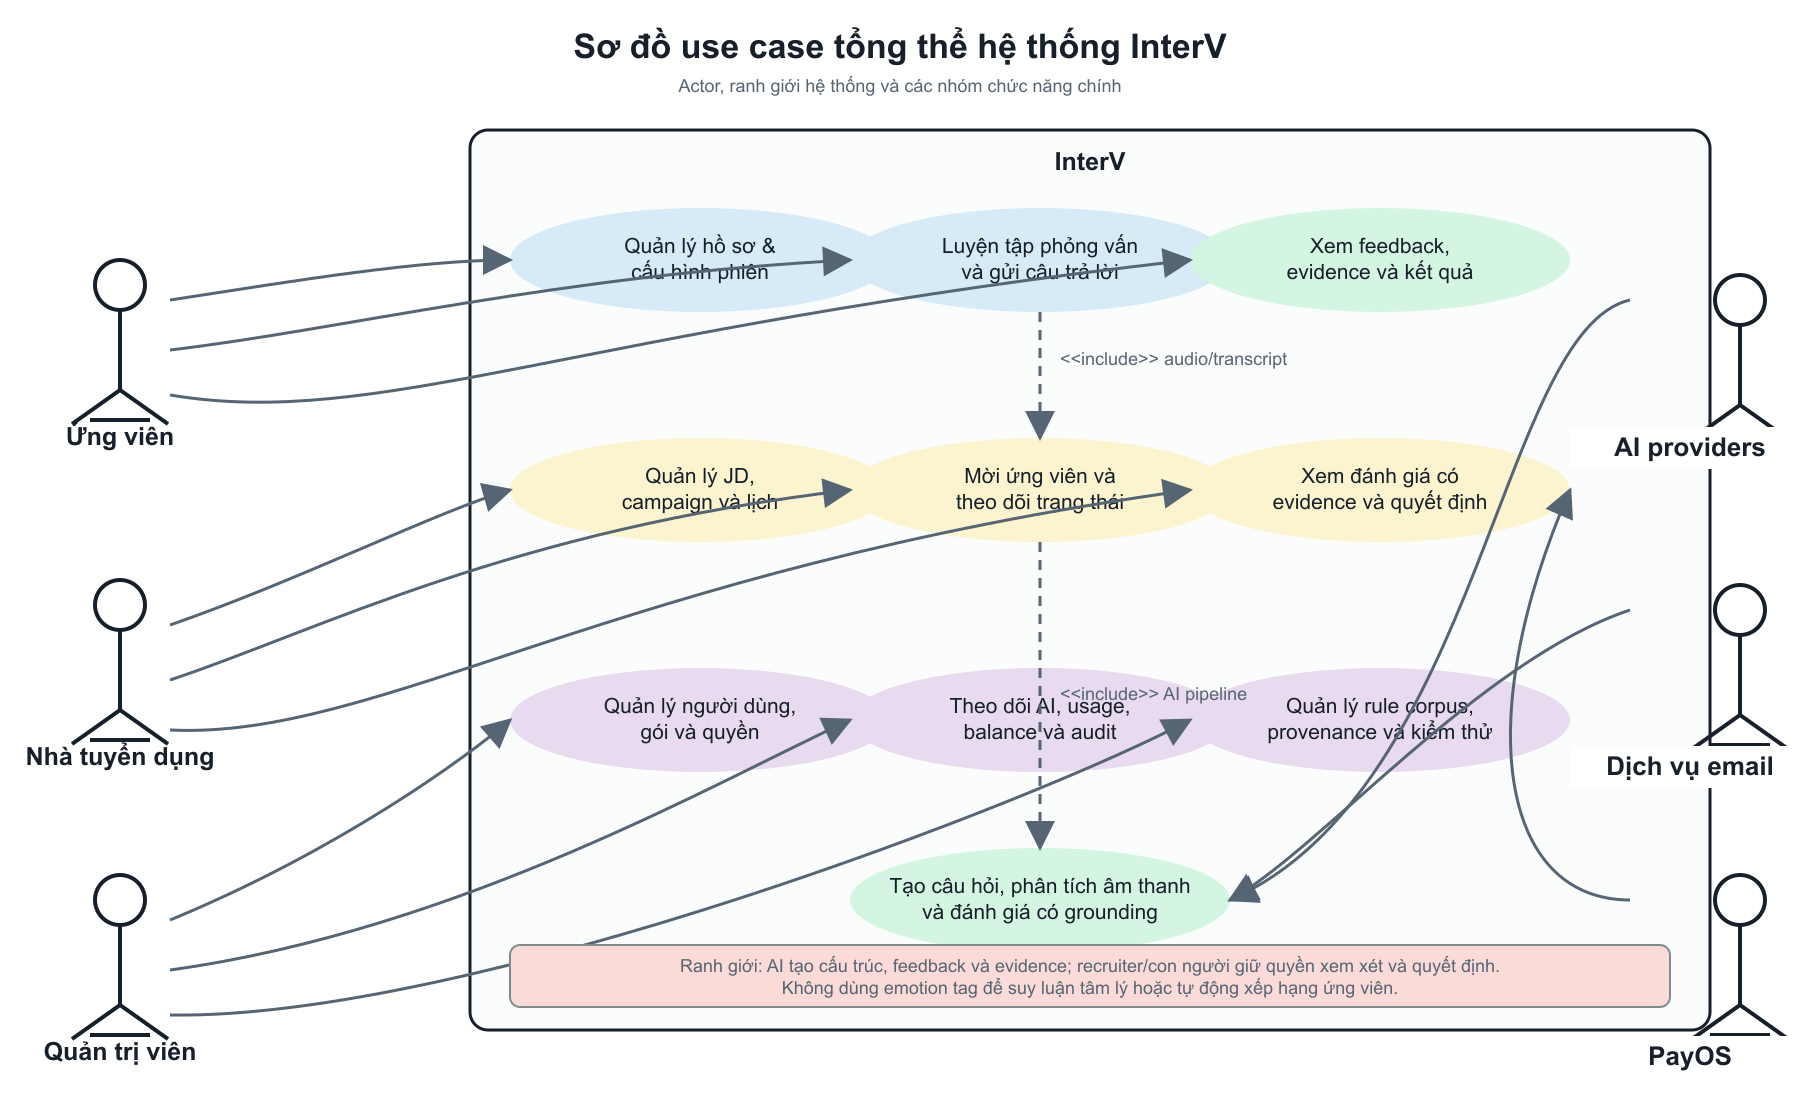 Sơ đồ use case tổng thể hệ thống InterV
Actor, ranh giới hệ thống và các nhóm chức năng chính
InterV
Quản lý hồ sơ &
cấu hình phiên
Luyện tập phỏng vấn
và gửi câu trả lời
Xem feedback,
evidence và kết quả
<<include>> audio/transcript
Ứng viên
AI providers
Quản lý JD,
campaign và lịch
Mời ứng viên và
theo dõi trạng thái
Xem đánh giá có
evidence và quyết định
<<include>> AI pipeline
Quản lý người dùng,
gói và quyền
Theo dõi AI, usage,
balance và audit
Quản lý rule corpus,
provenance và kiểm thử
Nhà tuyển dụng
Dịch vụ email
Tạo câu hỏi, phân tích âm thanh
và đánh giá có grounding
Ranh giới: AI tạo cấu trúc, feedback và evidence; recruiter/con người giữ quyền xem xét và quyết định.
Không dùng emotion tag để suy luận tâm lý hoặc tự động xếp hạng ứng viên.
Quản trị viên
PayOS